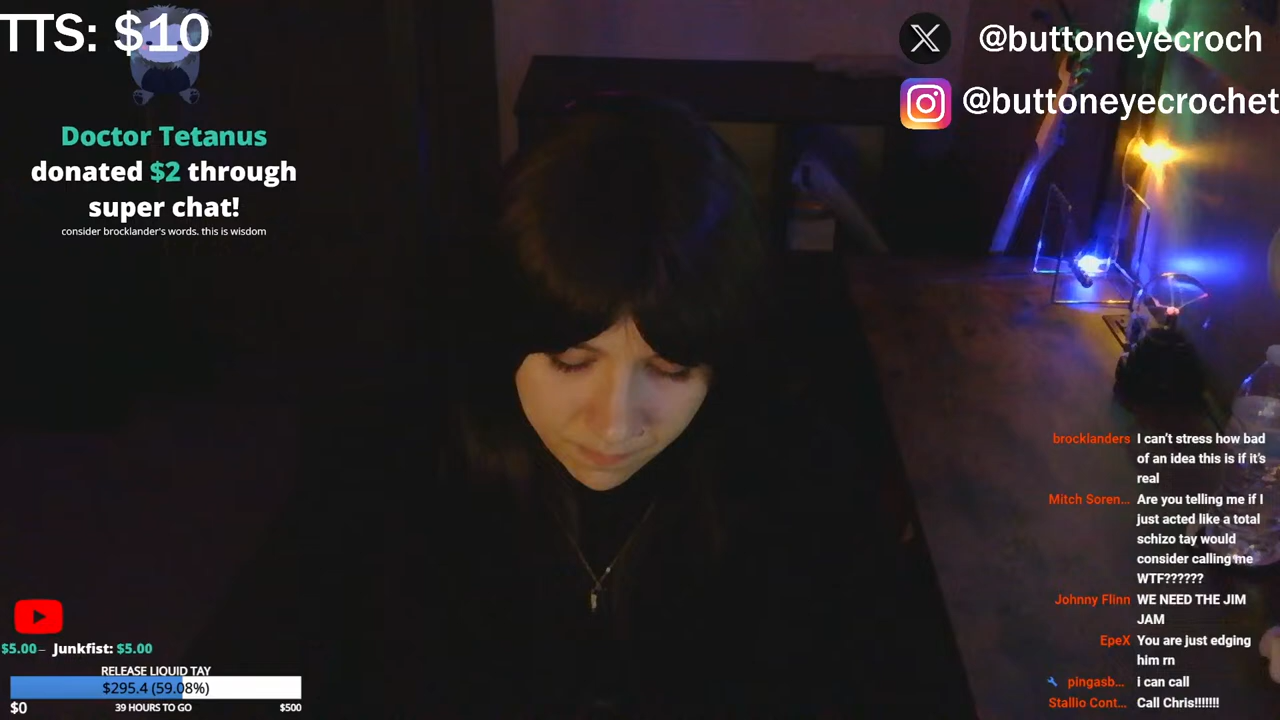 TTS: $10
Doctor Tetanus
donated $2 through
super chat!
consider brocklander's words. this is wisdom
@buttoneyecroch
@buttoneyecrochet
brocklanders I can't stress how bad
of an idea this is if it's
real
Mitch Soren... Are you telling me if I
just acted like a total
schizo tay would
consider calling me
WTF??????
Johnny Flinn WE NEED THE JIM
JAM
EpeX You are just edging
him rn
pingasb... i can call
Stallio Cont... Call Chris!!!!!!!
$5.00 – Junkfist: $5.00
RELEASE LIQUID TAY
$295.4 (59.08%)
$0 39 HOURS TO GO $500